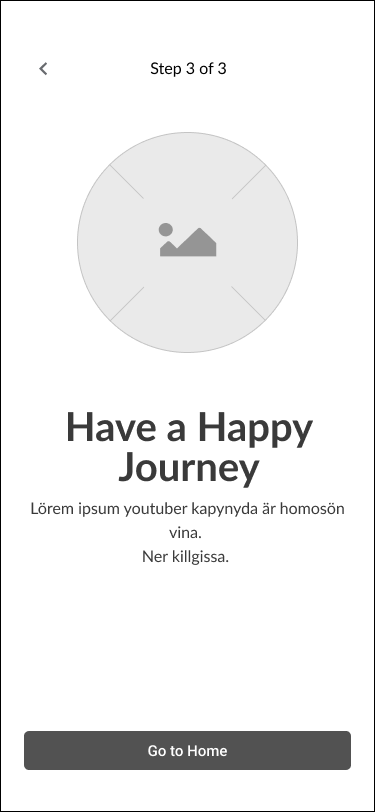 Step 3 of 3
Have a Happy
Journey
Lörem ipsum youtuber kapynyda är homosön
vina.
Ner killgissa.
Go to Home